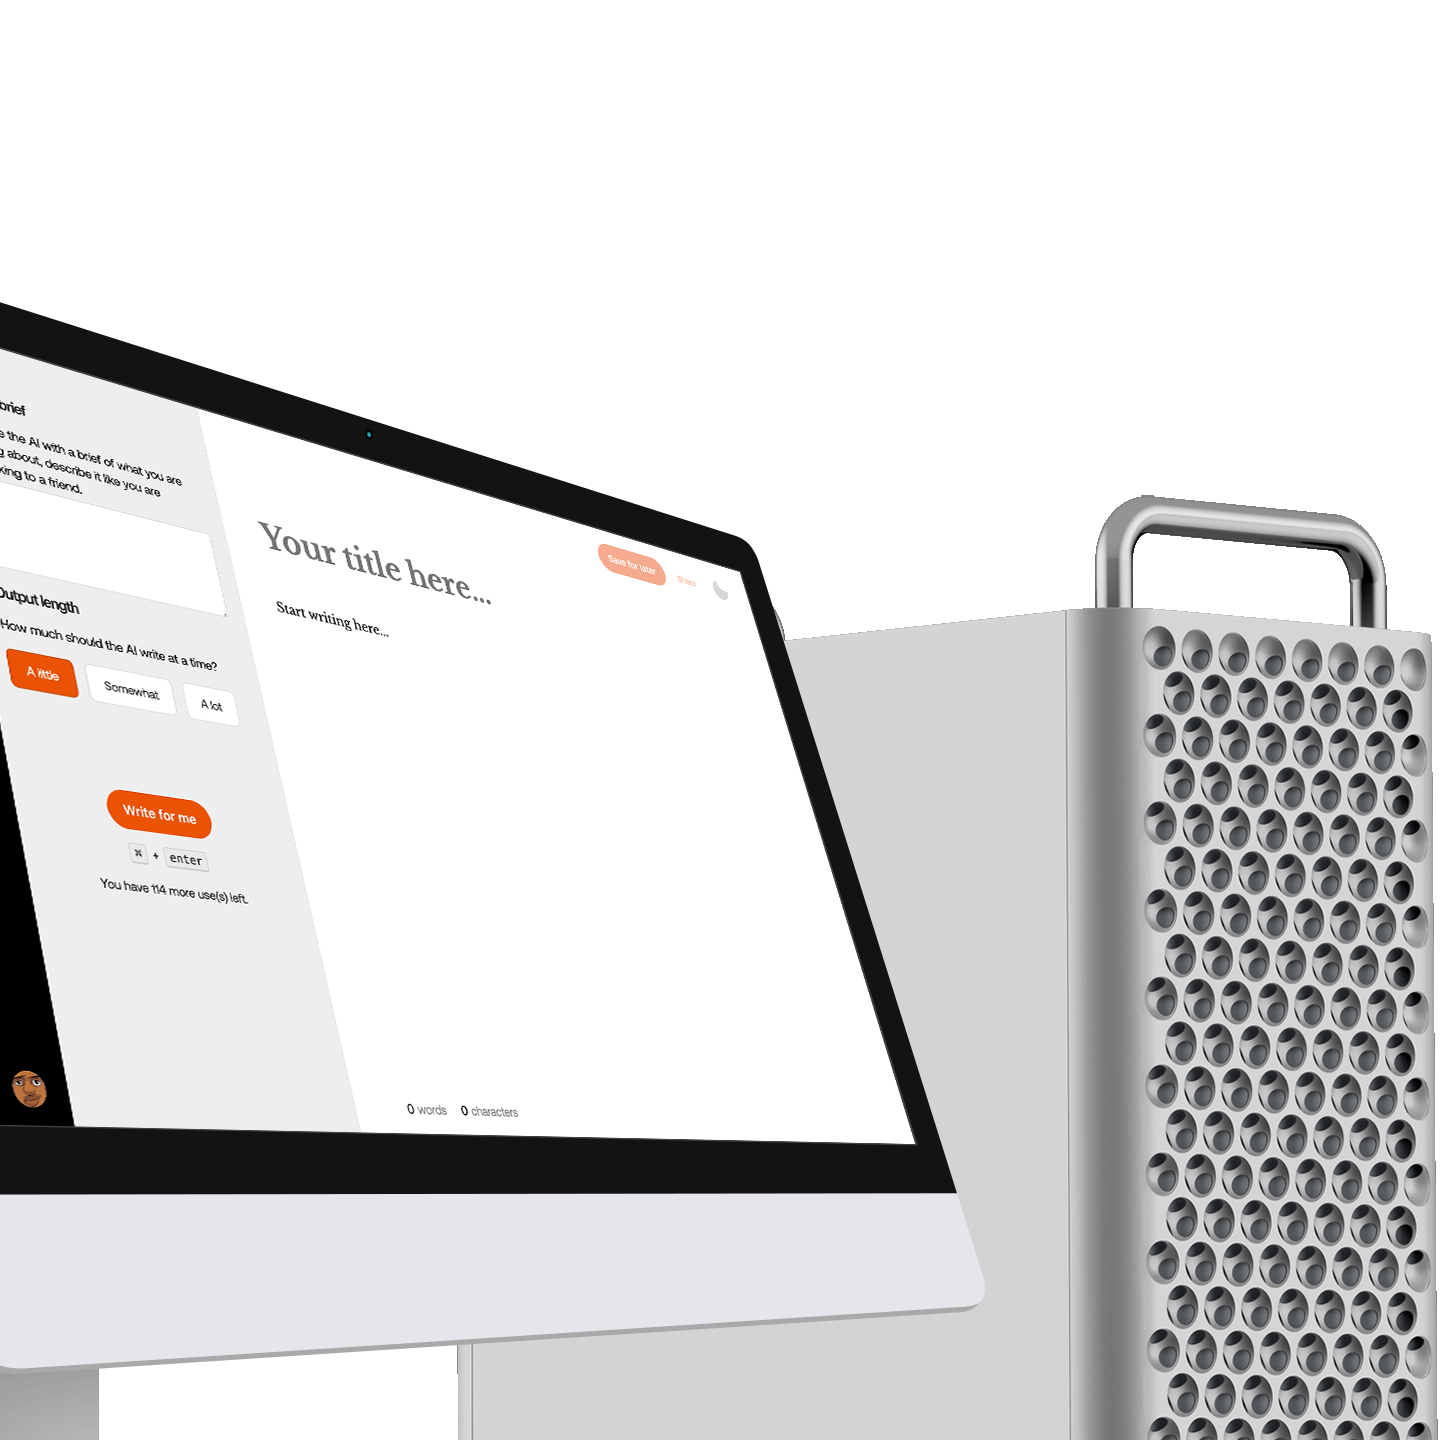 brief
the AI with a brief of what you are
about, describe it like you are
to a friend.
Output length
How much should the AI write at a time?
A little
Somewhat
A lot
Write for me
⌘ + enter
You have 114 more use(s) left.
Your title here...
Start writing here...
Save for later
Share
0 words 0 characters